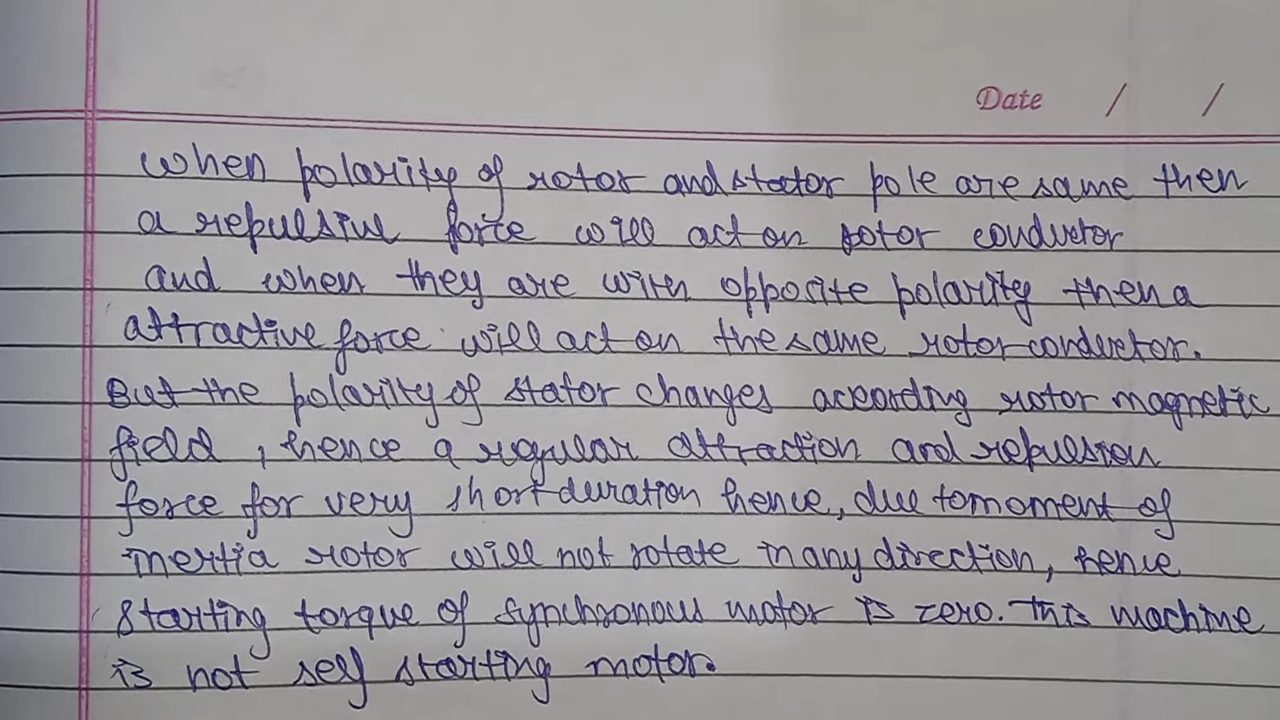 Date / /
When polarity of rotor and stator pole are same then
a repulsive force will act on rotor conductor
and when they are with opposite polarity then a
attractive force will act on the same rotor conductor.
But the polarity of stator changes according rotor magnetic
field, hence a regular attraction and repulsion
force for very short duration hence, due to moment of
inertia rotor will not rotate in any direction, hence
starting torque of synchronous motor is zero. This machine
is not self starting motor.